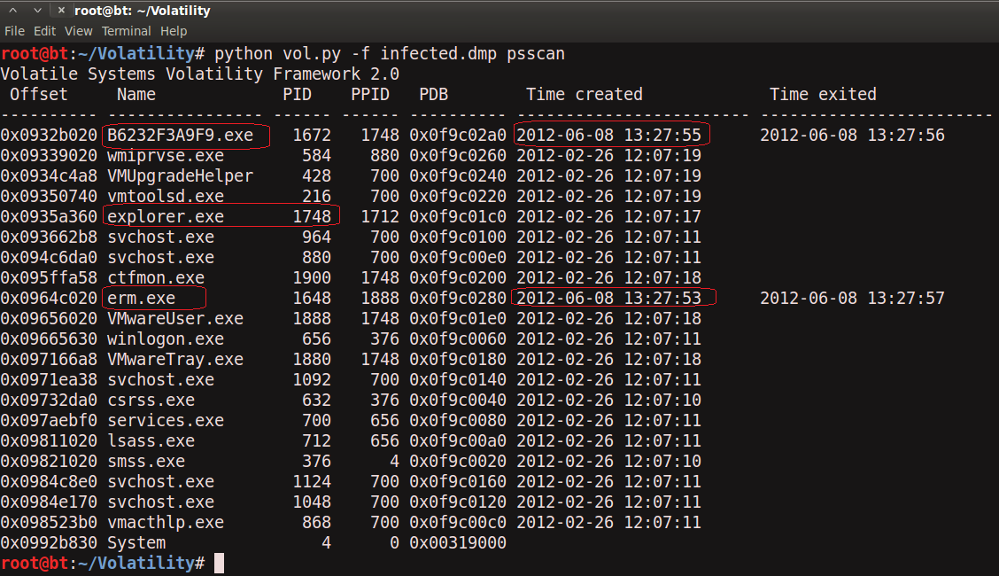 root@bt: ~/Volatility
File Edit View Terminal Help
root@bt:~/Volatility# python vol.py -f infected.dmp psscan
Volatile Systems Volatility Framework 2.0
Offset Name PID PPID PDB Time created Time exited
---------- ---------------- ------ ------ ---------- ------------------------ ------------------------
0x0932b020 B6232F3A9F9.exe 1672 1748 0x0f9c02a0 2012-06-08 13:27:55 2012-06-08 13:27:56
0x09339020 wmiprvse.exe 584 880 0x0f9c0260 2012-02-26 12:07:19
0x0934c4a8 VMUpgradeHelper 428 700 0x0f9c0240 2012-02-26 12:07:19
0x09350740 vmtoolsd.exe 216 700 0x0f9c0220 2012-02-26 12:07:19
0x0935a360 explorer.exe 1748 1712 0x0f9c01c0 2012-02-26 12:07:17
0x093662b8 svchost.exe 964 700 0x0f9c0100 2012-02-26 12:07:11
0x094c6da0 svchost.exe 880 700 0x0f9c00e0 2012-02-26 12:07:11
0x095ffa58 ctfmon.exe 1900 1748 0x0f9c0200 2012-02-26 12:07:18
0x0964c020 erm.exe 1648 1888 0x0f9c0280 2012-06-08 13:27:53 2012-06-08 13:27:57
0x09656020 VMwareUser.exe 1888 1748 0x0f9c01e0 2012-02-26 12:07:18
0x09665630 winlogon.exe 656 376 0x0f9c0060 2012-02-26 12:07:11
0x097166a8 VMwareTray.exe 1880 1748 0x0f9c0180 2012-02-26 12:07:18
0x0971ea38 svchost.exe 1092 700 0x0f9c0140 2012-02-26 12:07:11
0x09732da0 csrss.exe 632 376 0x0f9c0040 2012-02-26 12:07:10
0x097aebf0 services.exe 700 656 0x0f9c0080 2012-02-26 12:07:11
0x09811020 lsass.exe 712 656 0x0f9c00a0 2012-02-26 12:07:11
0x09821020 smss.exe 376 4 0x0f9c0020 2012-02-26 12:07:10
0x0984c8e0 svchost.exe 1124 700 0x0f9c0160 2012-02-26 12:07:11
0x0984e170 svchost.exe 1048 700 0x0f9c0120 2012-02-26 12:07:11
0x098523b0 vmacthlp.exe 868 700 0x0f9c00c0 2012-02-26 12:07:11
0x0992b830 System 4 0 0x00319000
root@bt:~/Volatility#